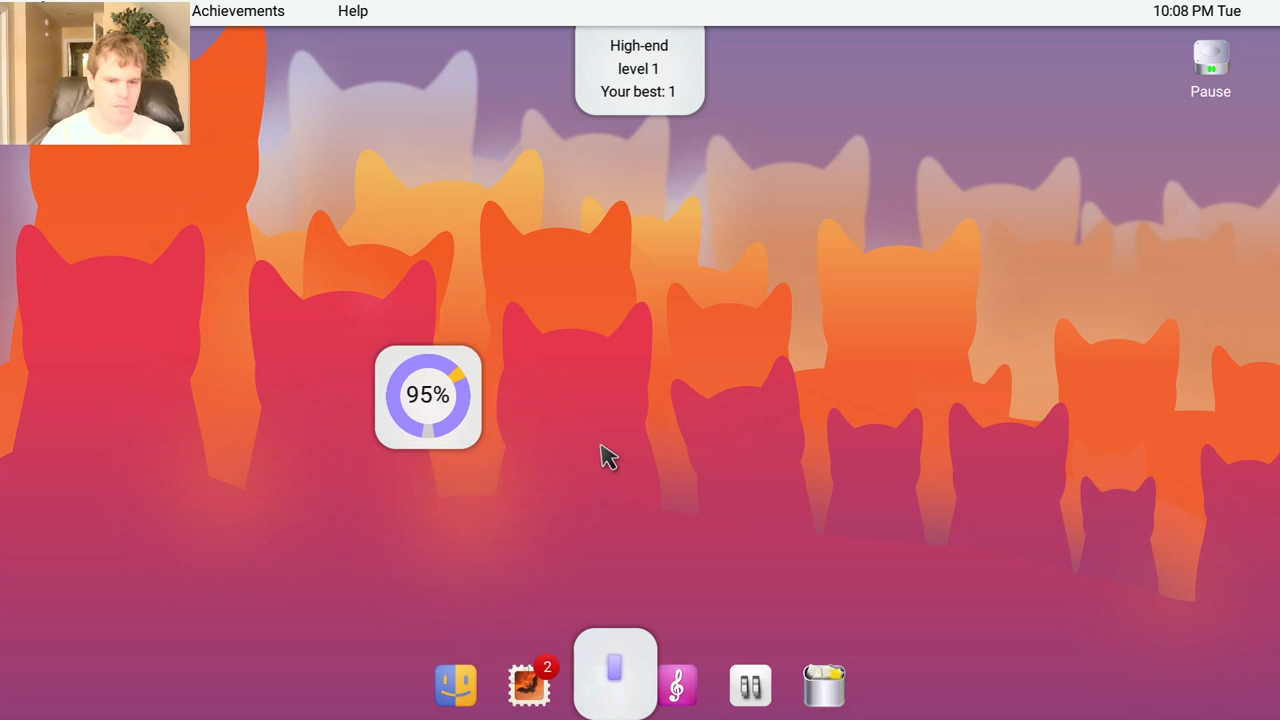 Achievements
Help
10:08 PM Tue
High-end
level 1
Your best: 1
Pause
95%
2